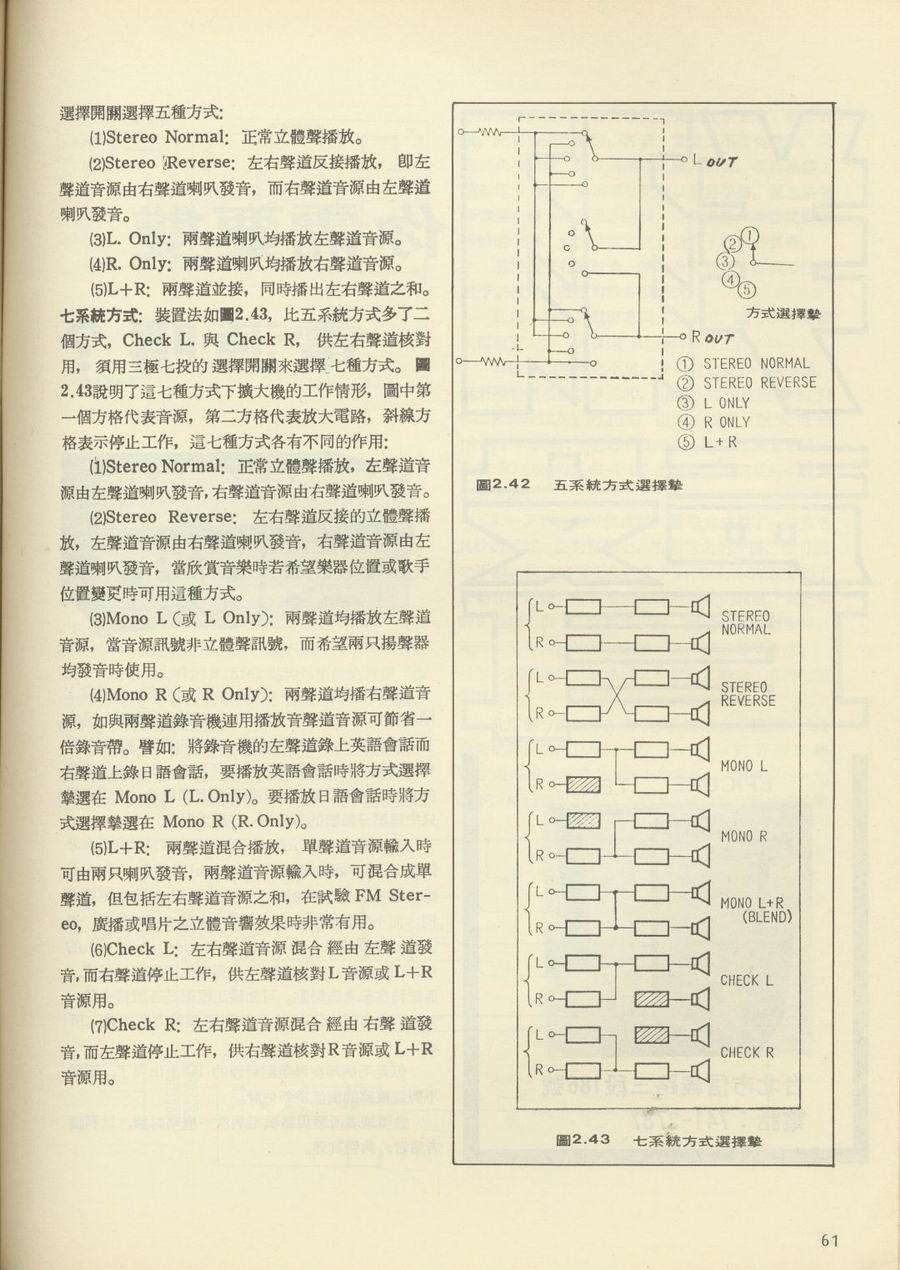 選擇開關選擇五種方式:
(1)Stereo Normal: 正常立體聲播放。
(2)Stereo Reverse: 左右聲道反接播放, 卽左
聲道音源由右聲道喇叭發音, 而右聲道音源由左聲道
喇叭發音。
(3)L. Only: 兩聲道喇叭均播放左聲道音源。
(4)R. Only: 兩聲道喇叭均播放右聲道音源。
(5)L+R: 兩聲道並接, 同時播出左右聲道之和。
七系統方式: 裝置法如圖2.43, 比五系統方式多了二
個方式, Check L. 與 Check R, 供左右聲道核對
用, 須用三極七投的選擇開關來選擇七種方式。圖
2.43說明了這七種方式下擴大機的工作情形, 圖中第
一個方格代表音源, 第二方格代表放大電路, 斜線方
格表示停止工作, 這七種方式各有不同的作用:
(1)Stereo Normal: 正常立體聲播放, 左聲道音
源由左聲道喇叭發音, 右聲道音源由右聲道喇叭發音。
(2)Stereo Reverse: 左右聲道反接的立體聲播
放, 左聲道音源由右聲道喇叭發音, 右聲道音源由左
聲道喇叭發音, 當欣賞音樂時若希望樂器位置或歌手
位置變更時可用這種方式。
(3)Mono L (或 L Only): 兩聲道均播放左聲道
音源, 當音源訊號非立體聲訊號, 而希望兩只揚聲器
均發音時使用。
(4)Mono R (或 R Only): 兩聲道均播右聲道音
源, 如與兩聲道錄音機連用播放音聲道音源可節省一
倍錄音帶。譬如: 將錄音機的左聲道錄上英語會話而
右聲道上錄日語會話, 要播放英語會話時將方式選擇
擎選在 Mono L (L. Only)。要播放日語會話時將方
式選擇擎選在 Mono R (R. Only)。
(5)L+R: 兩聲道混合播放, 單聲道音源輸入時
可由兩只喇叭發音, 兩聲道音源輸入時, 可混合成單
聲道, 但包括左右聲道音源之和, 在試驗 FM Ster-
eo, 廣播或唱片之立體音響效果時非常有用。
(6)Check L: 左右聲道音源混合經由左聲道發
音, 而右聲道停止工作, 供左聲道核對L音源或 L+R
音源用。
(7)Check R: 左右聲道音源混合經由右聲道發
音, 而左聲道停止工作, 供右聲道核對R音源或 L+R
音源用。
L OUT
① ② ③ ④ ⑤
方式選擇擎
R OUT
① STEREO NORMAL
② STEREO REVERSE
③ L ONLY
④ R ONLY
⑤ L+R
圖2.42 五系統方式選擇擎
L
R
STEREO
NORMAL
L
R
STEREO
REVERSE
L
R
MONO L
L
R
MONO R
L
R
MONO L+R
(BLEND)
L
R
CHECK L
L
R
CHECK R
圖2.43 七系統方式選擇擎
61